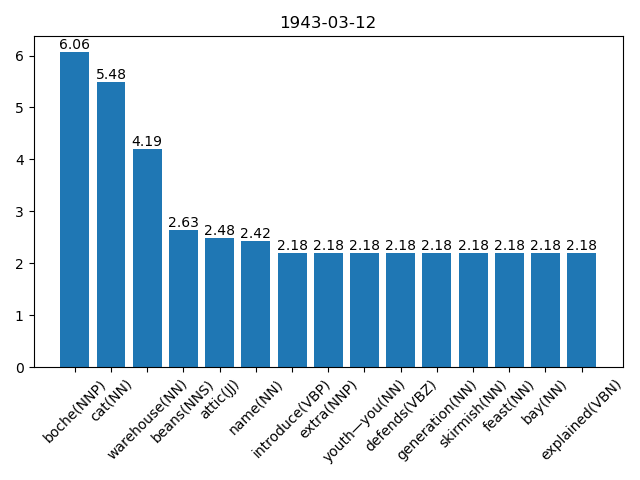 1943-03-12
6.06
5.48
4.19
2.63
2.48
2.42
2.18
2.18
2.18
2.18
2.18
2.18
2.18
2.18
2.18
6
5
4
3
2
1
0
boche(NNP)
cat(NN)
warehouse(NN)
beans(NNS)
attic(JJ)
name(NN)
introduce(VBP)
extra(NNP)
youth—you(NN)
defends(VBZ)
generation(NN)
skirmish(NN)
feast(NN)
bay(NN)
explained(VBN)